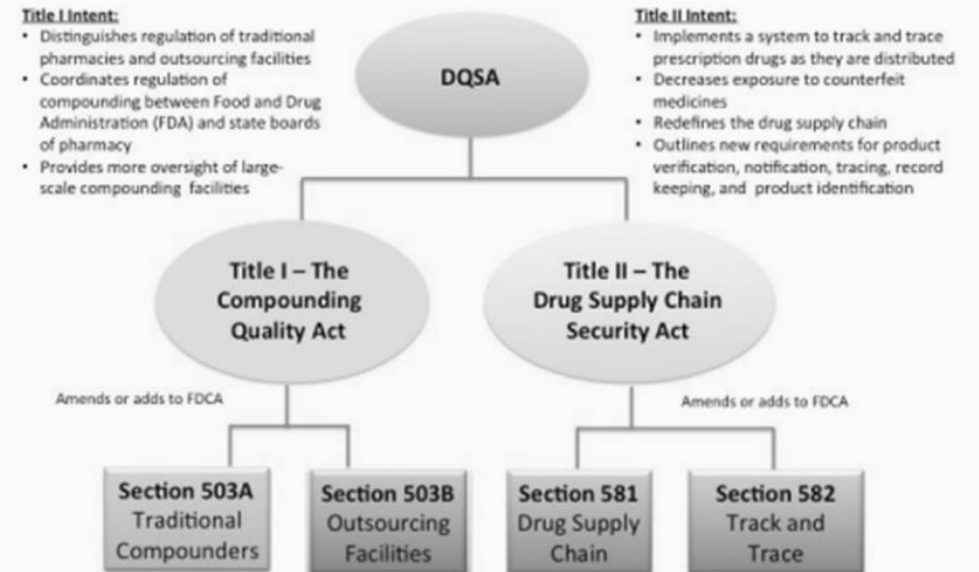 Title I Intent:
• Distinguishes regulation of traditional
pharmacies and outsourcing facilities
• Coordinates regulation of
compounding between Food and Drug
Administration (FDA) and state boards
of pharmacy
• Provides more oversight of large-
scale compounding facilities
DQSA
Title II Intent:
• Implements a system to track and trace
prescription drugs as they are distributed
• Decreases exposure to counterfeit
medicines
• Redefines the drug supply chain
• Outlines new requirements for product
verification, notification, tracing, record
keeping, and product identification
Title I – The
Compounding
Quality Act
Title II – The
Drug Supply Chain
Security Act
Amends or adds to FDCA
Amends or adds to FDCA
Section 503A
Traditional
Compounders
Section 503B
Outsourcing
Facilities
Section 581
Drug Supply
Chain
Section 582
Track and
Trace